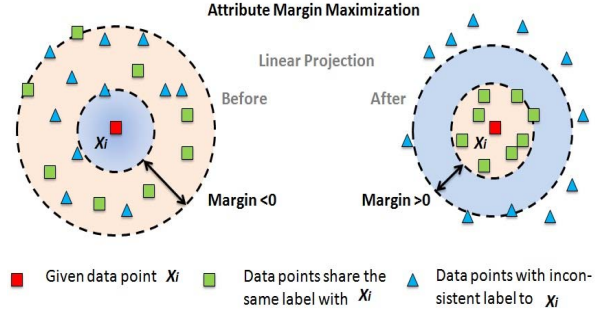 Attribute Margin Maximization
Linear Projection
Before
After
Xi
Xi
Margin <0
Margin >0
Given data point Xi
Data points share the
same label with Xi
Data points with incon-
sistent label to Xi